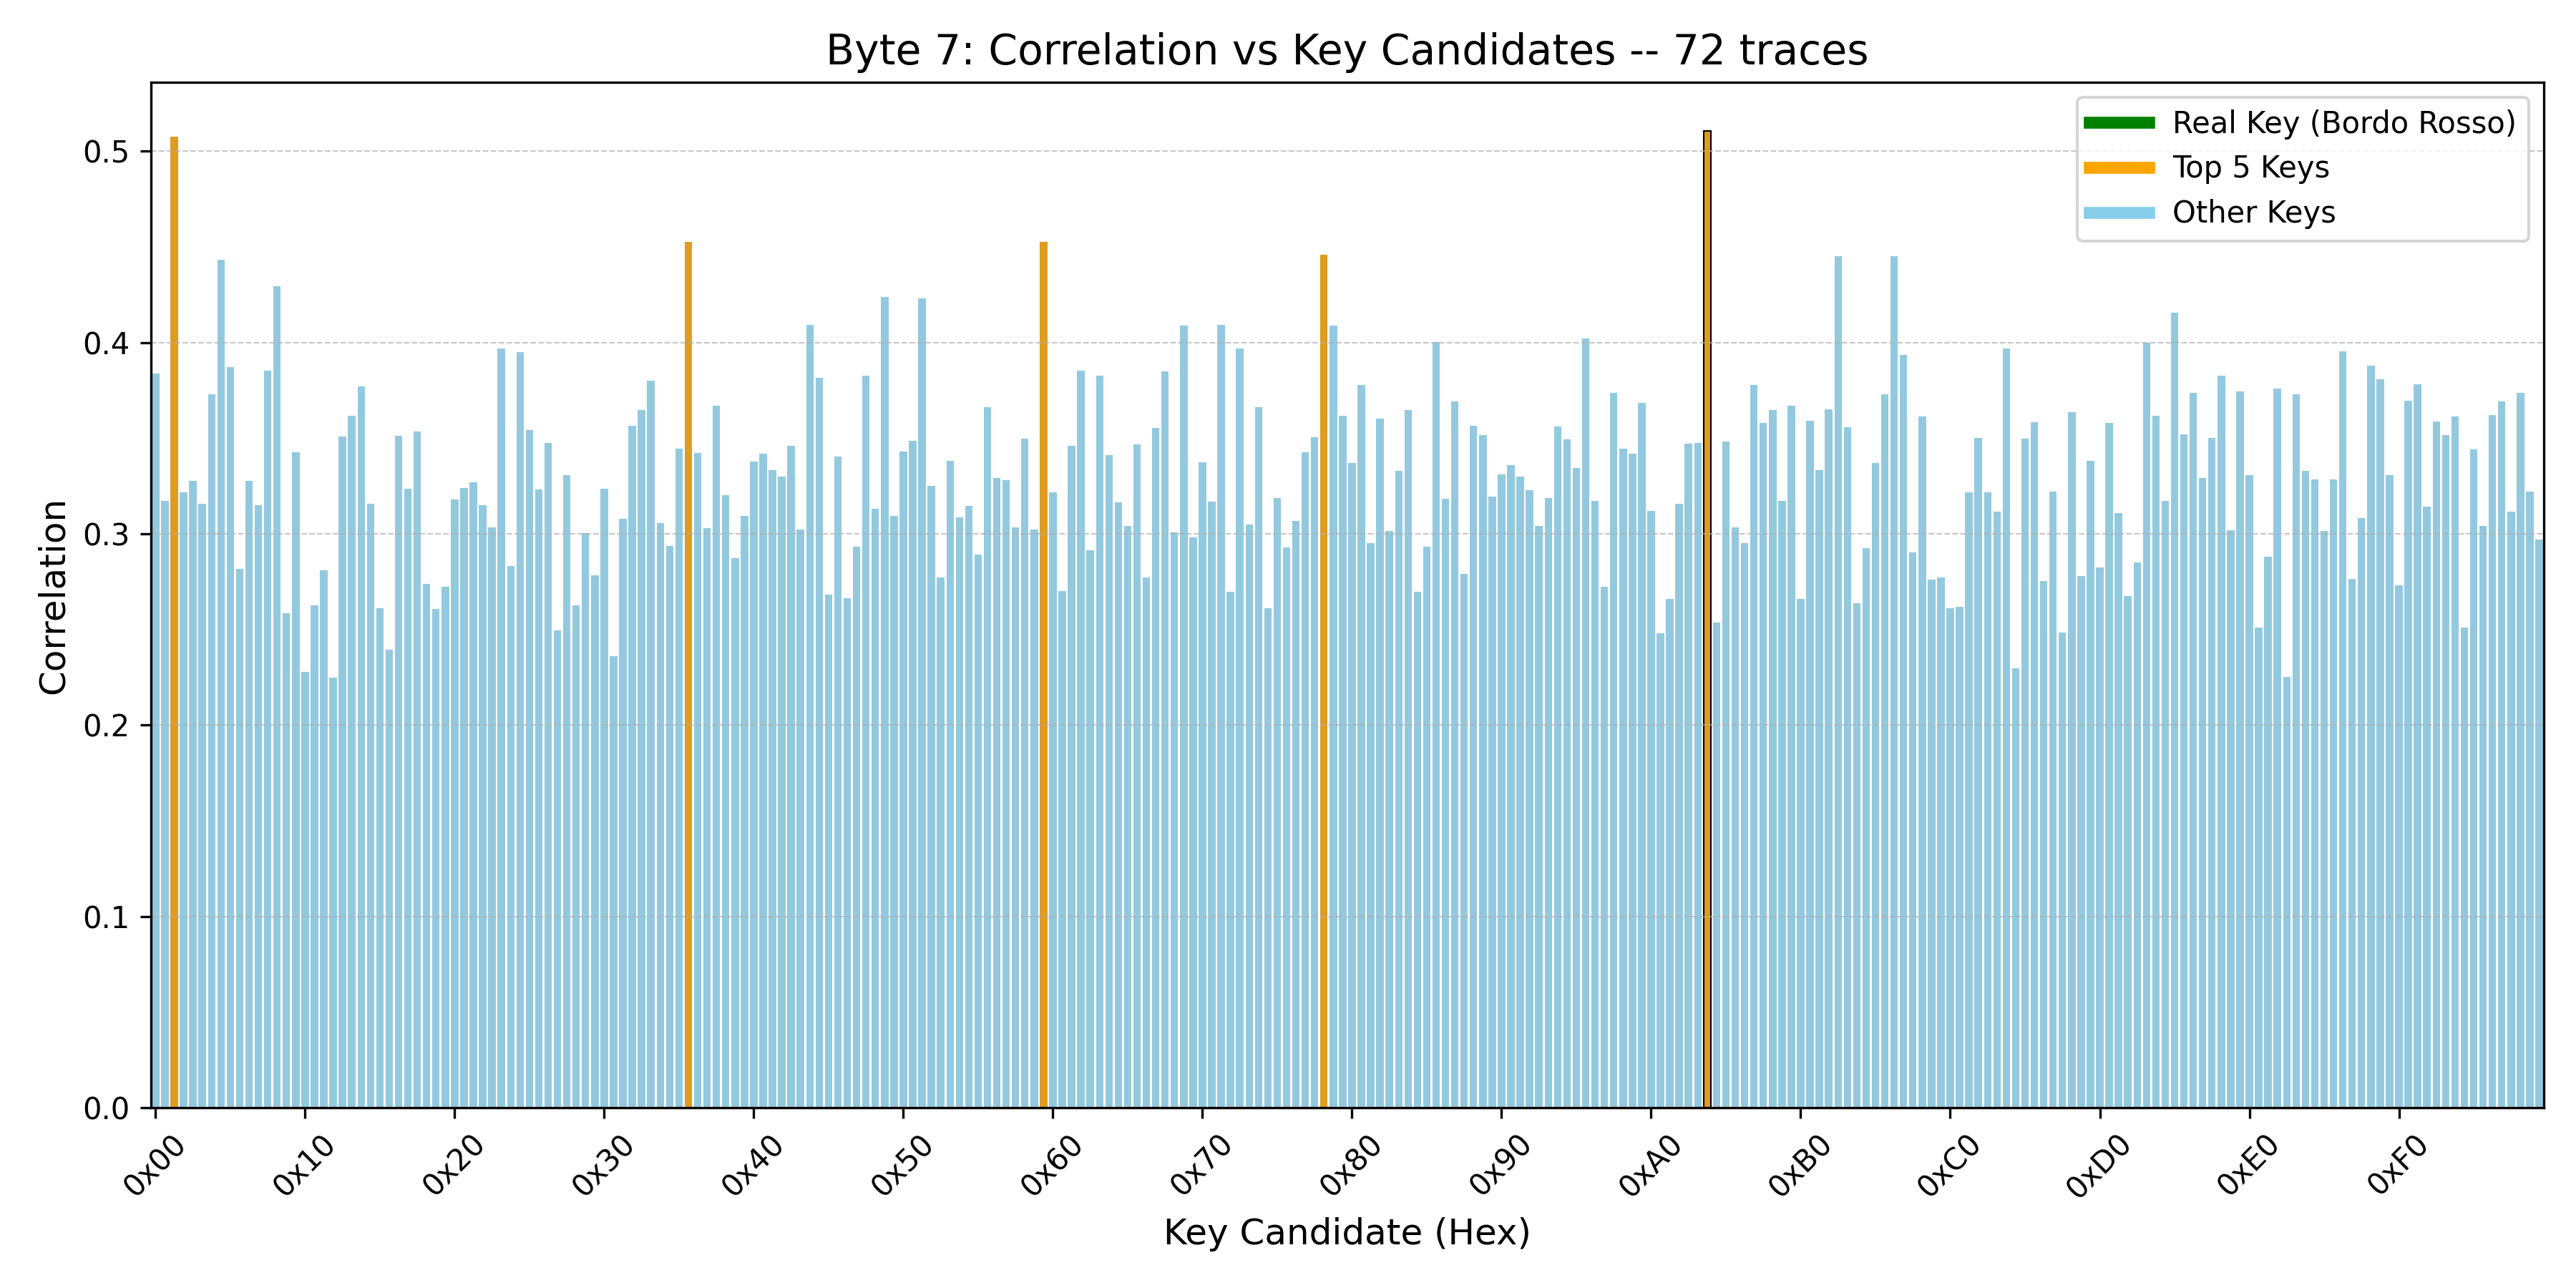 Byte 7: Correlation vs Key Candidates -- 72 traces
Real Key (Bordo Rosso)
Top 5 Keys
Other Keys
Correlation
0.5
0.4
0.3
0.2
0.1
0.0
0x00 0x10 0x20 0x30 0x40 0x50 0x60 0x70 0x80 0x90 0xA0 0xB0 0xC0 0xD0 0xE0 0xF0
Key Candidate (Hex)